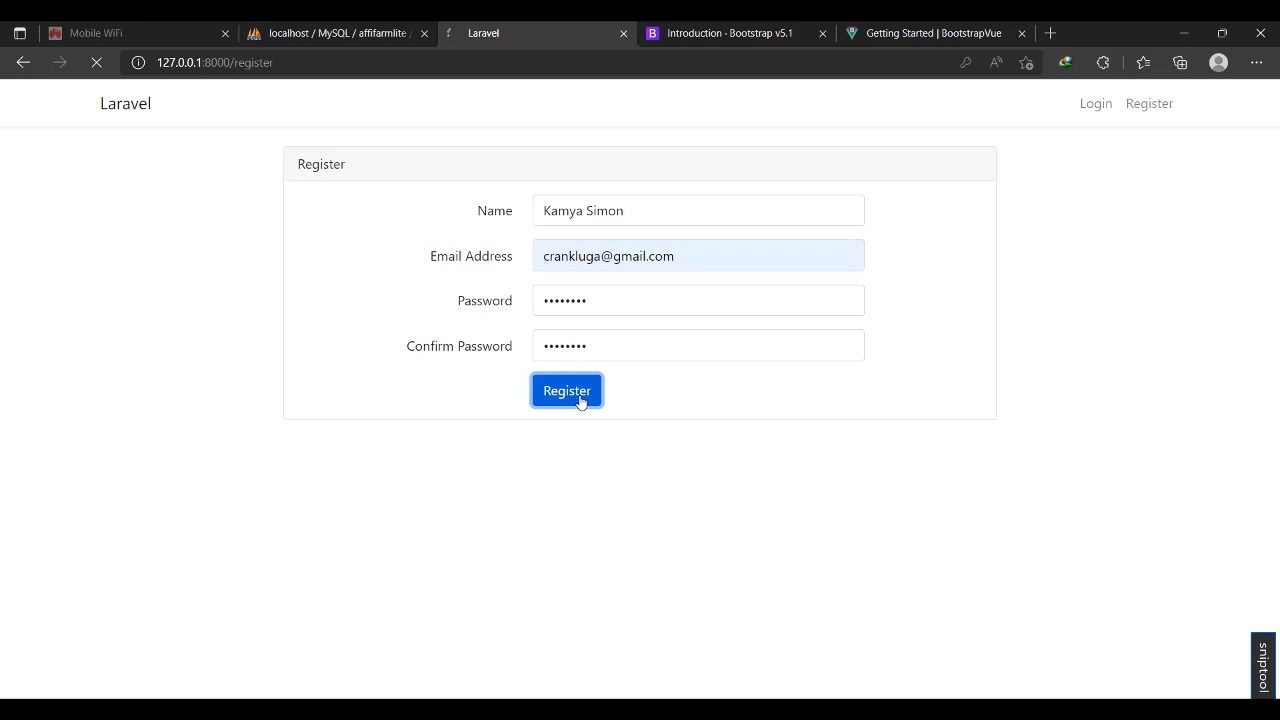 Mobile WiFi
localhost / MySQL / affifarmlite
Laravel
Introduction · Bootstrap v5.1
Getting Started | BootstrapVue
127.0.0.1:8000/register
Laravel
Login
Register
Register
Name
Kamya Simon
Email Address
crankluga@gmail.com
Password
••••••••
Confirm Password
••••••••
Register
sniptool